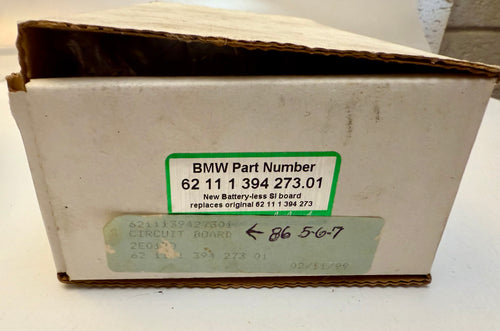 BMW Part Number
62 11 1 394 273.01
New Battery-less SI board
replaces original 62 11 1 394 273
6211139427301
CIRCUIT BOARD ← 86 5-6-7
62 11 1 394 273 01
02/11/99